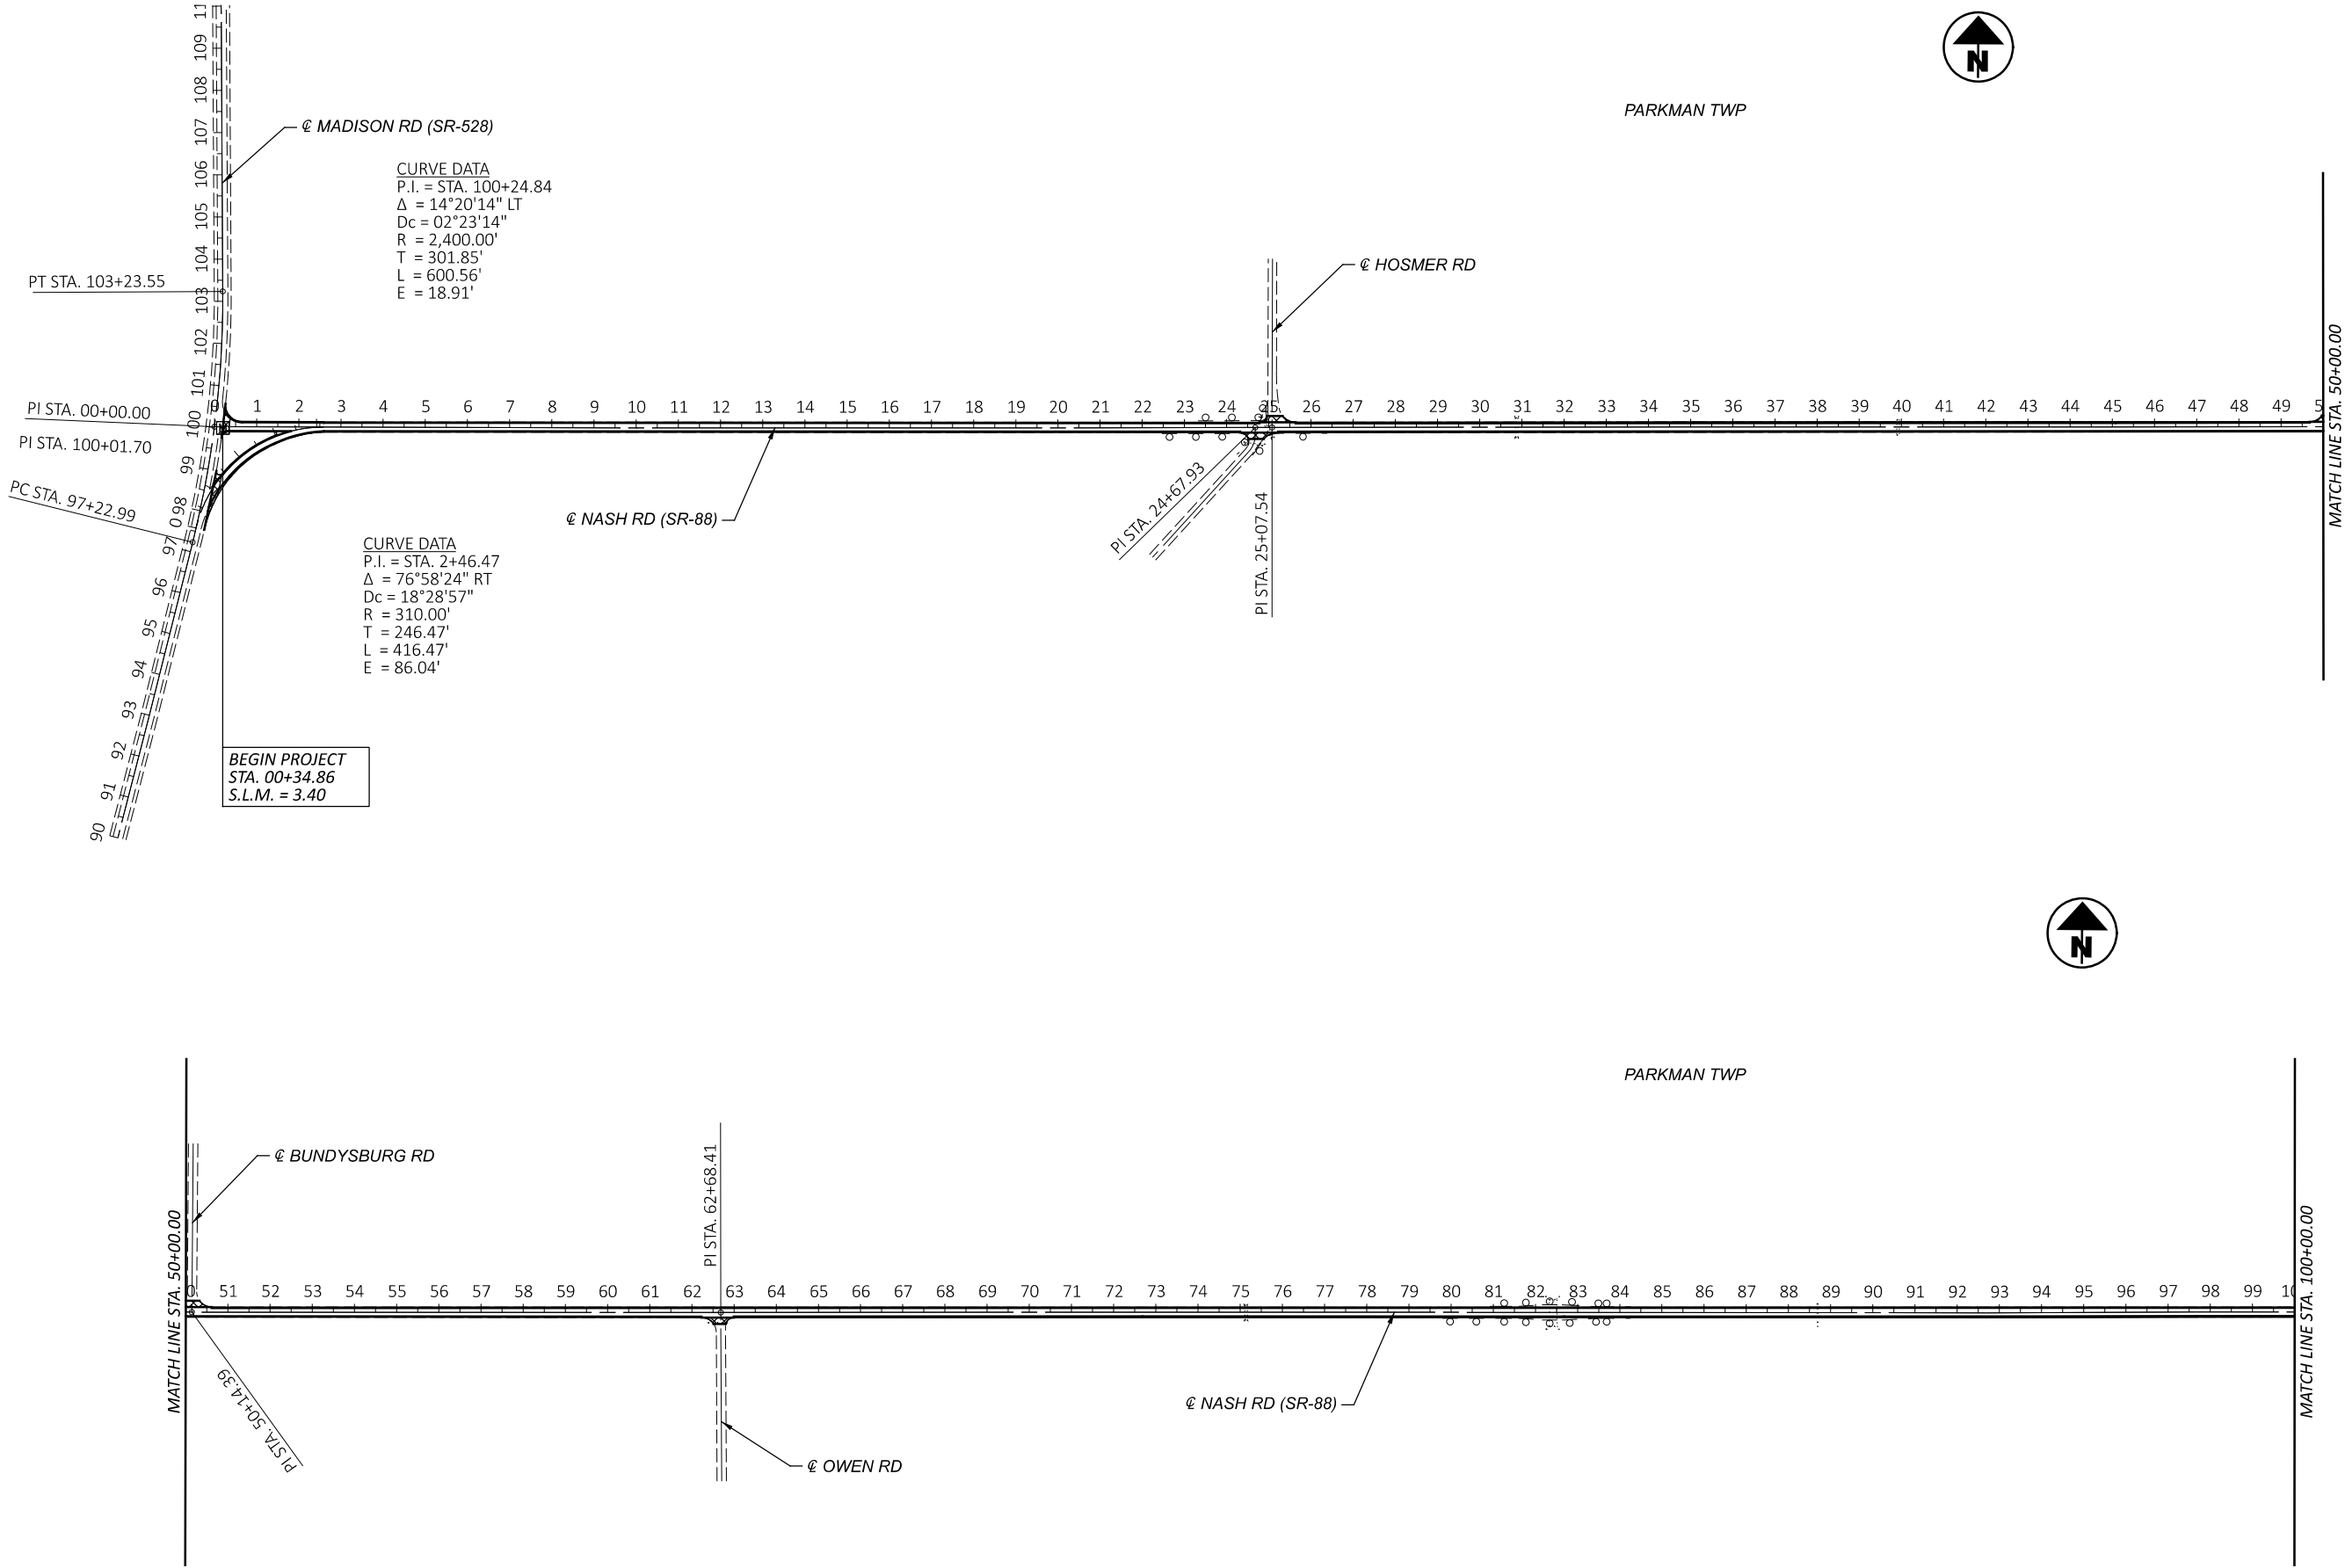 N
PARKMAN TWP
11
109
108
107
106
105
104
103
102
101
100
99
98
0
97
96
95
94
93
92
91
90
℄ MADISON RD (SR-528)
CURVE DATA
P.I. = STA. 100+24.84
Δ = 14°20'14" LT
Dc = 02°23'14"
R = 2,400.00'
T = 301.85'
L = 600.56'
E = 18.91'
PT STA. 103+23.55
PI STA. 00+00.00
PI STA. 100+01.70
PC STA. 97+22.99
℄ HOSMER RD
0 1 2 3 4 5 6 7 8 9 10 11 12 13 14 15 16 17 18 19 20 21 22 23 24 25 26 27 28 29 30 31 32 33 34 35 36 37 38 39 40 41 42 43 44 45 46 47 48 49 5
MATCH LINE STA. 50+00.00
℄ NASH RD (SR-88)
PI STA. 24+67.93
PI STA. 25+07.54
CURVE DATA
P.I. = STA. 2+46.47
Δ = 76°58'24" RT
Dc = 18°28'57"
R = 310.00'
T = 246.47'
L = 416.47'
E = 86.04'
BEGIN PROJECT
STA. 00+34.86
S.L.M. = 3.40
N
PARKMAN TWP
℄ BUNDYSBURG RD
PI STA. 62+68.41
MATCH LINE STA. 50+00.00
0 51 52 53 54 55 56 57 58 59 60 61 62 63 64 65 66 67 68 69 70 71 72 73 74 75 76 77 78 79 80 81 82 83 84 85 86 87 88 89 90 91 92 93 94 95 96 97 98 99 10
MATCH LINE STA. 100+00.00
PI STA. 50+14.39
℄ NASH RD (SR-88)
℄ OWEN RD